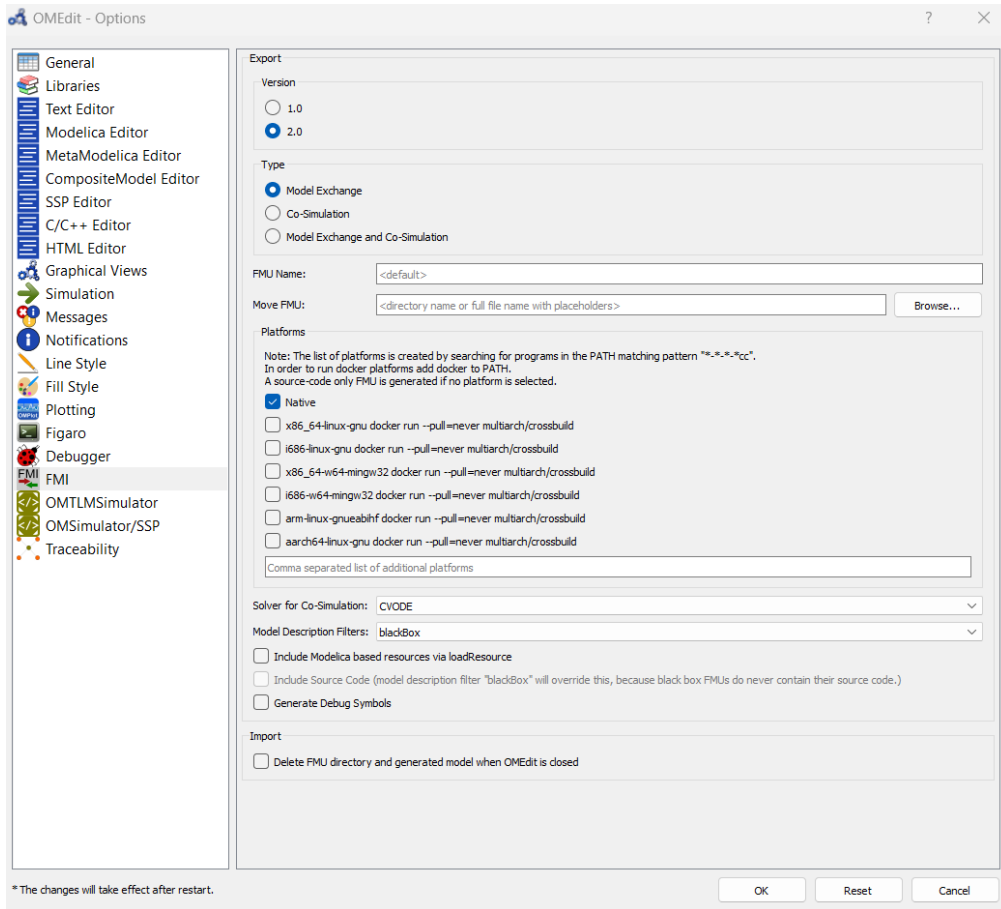 OMEdit - Options
?
General
Libraries
Text Editor
Modelica Editor
MetaModelica Editor
CompositeModel Editor
SSP Editor
C/C++ Editor
HTML Editor
Graphical Views
Simulation
Messages
Notifications
Line Style
Fill Style
Plotting
OMPlot
Figaro
Debugger
FMI
FMI
OMTLMSimulator
OMSimulator/SSP
Traceability
Export
Version
1.0
2.0
Type
Model Exchange
Co-Simulation
Model Exchange and Co-Simulation
FMU Name: <default>
Move FMU: <directory name or full file name with placeholders> Browse...
Platforms
Note: The list of platforms is created by searching for programs in the PATH matching pattern "*-*-*-*cc".
In order to run docker platforms add docker to PATH.
A source-code only FMU is generated if no platform is selected.
Native
x86_64-linux-gnu docker run --pull=never multiarch/crossbuild
i686-linux-gnu docker run --pull=never multiarch/crossbuild
x86_64-w64-mingw32 docker run --pull=never multiarch/crossbuild
i686-w64-mingw32 docker run --pull=never multiarch/crossbuild
arm-linux-gnueabihf docker run --pull=never multiarch/crossbuild
aarch64-linux-gnu docker run --pull=never multiarch/crossbuild
Comma separated list of additional platforms
Solver for Co-Simulation: CVODE
Model Description Filters: blackBox
Include Modelica based resources via loadResource
Include Source Code (model description filter "blackBox" will override this, because black box FMUs do never contain their source code.)
Generate Debug Symbols
Import
Delete FMU directory and generated model when OMEdit is closed
* The changes will take effect after restart.
OK
Reset
Cancel